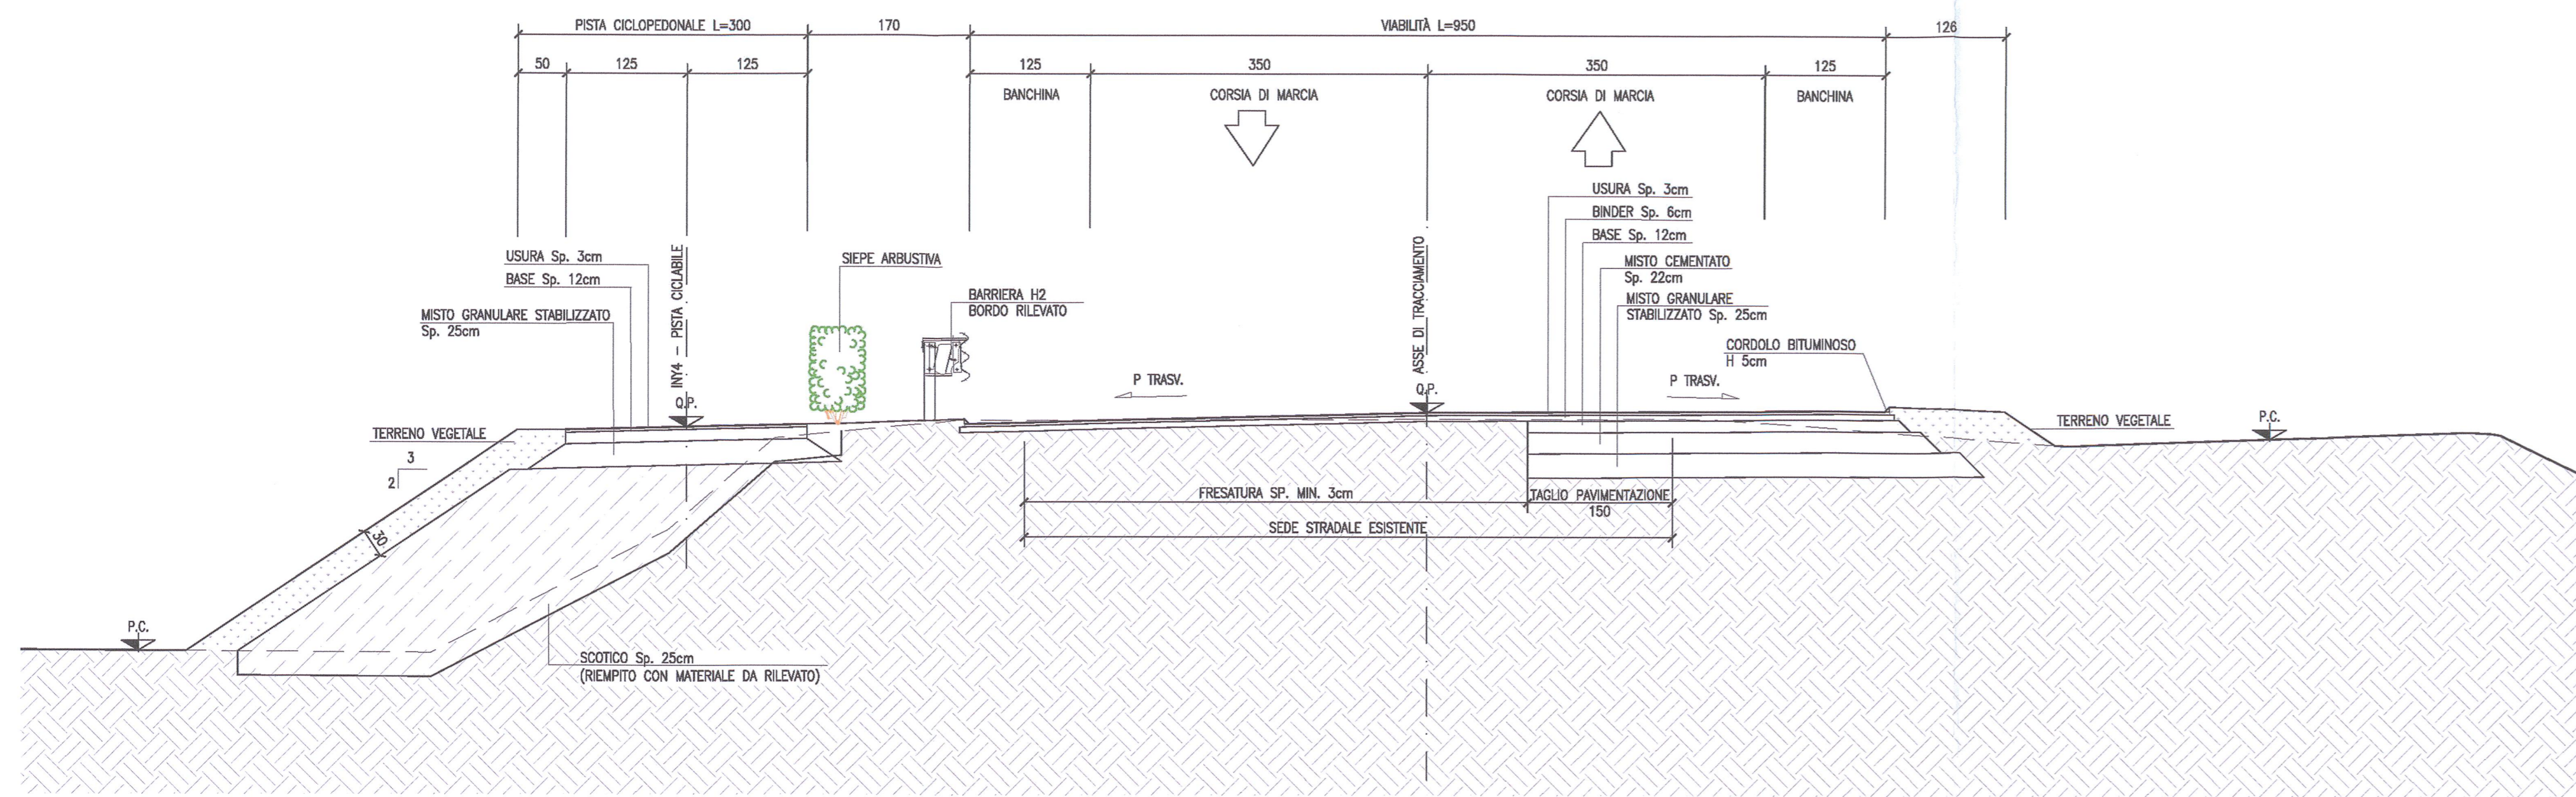 PISTA CICLOPEDONALE L=300
170
VIABILITÀ L=950
126
50
125
125
125
350
350
125
BANCHINA
CORSIA DI MARCIA
CORSIA DI MARCIA
BANCHINA
USURA Sp. 3cm
BINDER Sp. 6cm
BASE Sp. 12cm
MISTO CEMENTATO
Sp. 22cm
MISTO GRANULARE
STABILIZZATO Sp. 25cm
CORDOLO BITUMINOSO
H 5cm
USURA Sp. 3cm
BASE Sp. 12cm
MISTO GRANULARE STABILIZZATO
Sp. 25cm
INY4 - PISTA CICLABILE
SIEPE ARBUSTIVA
BARRIERA H2
BORDO RILEVATO
ASSE DI TRACCIAMENTO
P TRASV.
P TRASV.
Q.P.
Q.P.
TERRENO VEGETALE
TERRENO VEGETALE
P.C.
3
2
30
FRESATURA SP. MIN. 3cm
TAGLIO PAVIMENTAZIONE
150
SEDE STRADALE ESISTENTE
P.C.
SCOTICO Sp. 25cm
(RIEMPITO CON MATERIALE DA RILEVATO)